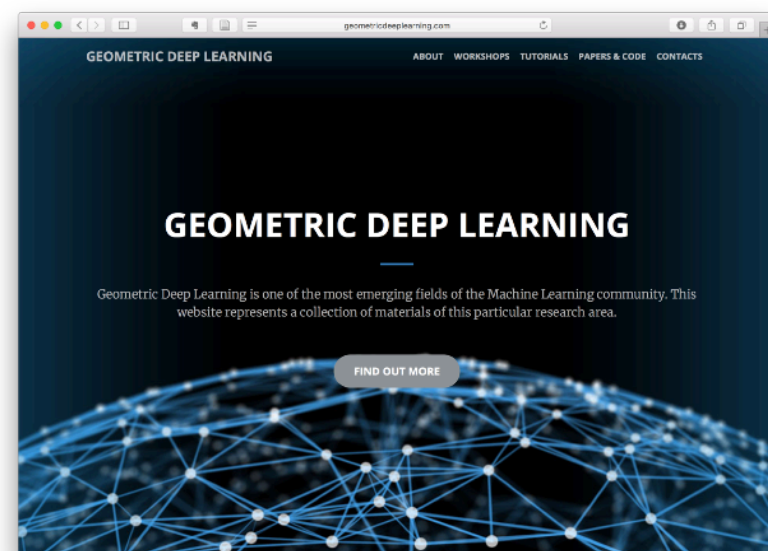 geometricdeeplearning.com
GEOMETRIC DEEP LEARNING
ABOUT WORKSHOPS TUTORIALS PAPERS & CODE CONTACTS
GEOMETRIC DEEP LEARNING
Geometric Deep Learning is one of the most emerging fields of the Machine Learning community. This
website represents a collection of materials of this particular research area.
FIND OUT MORE